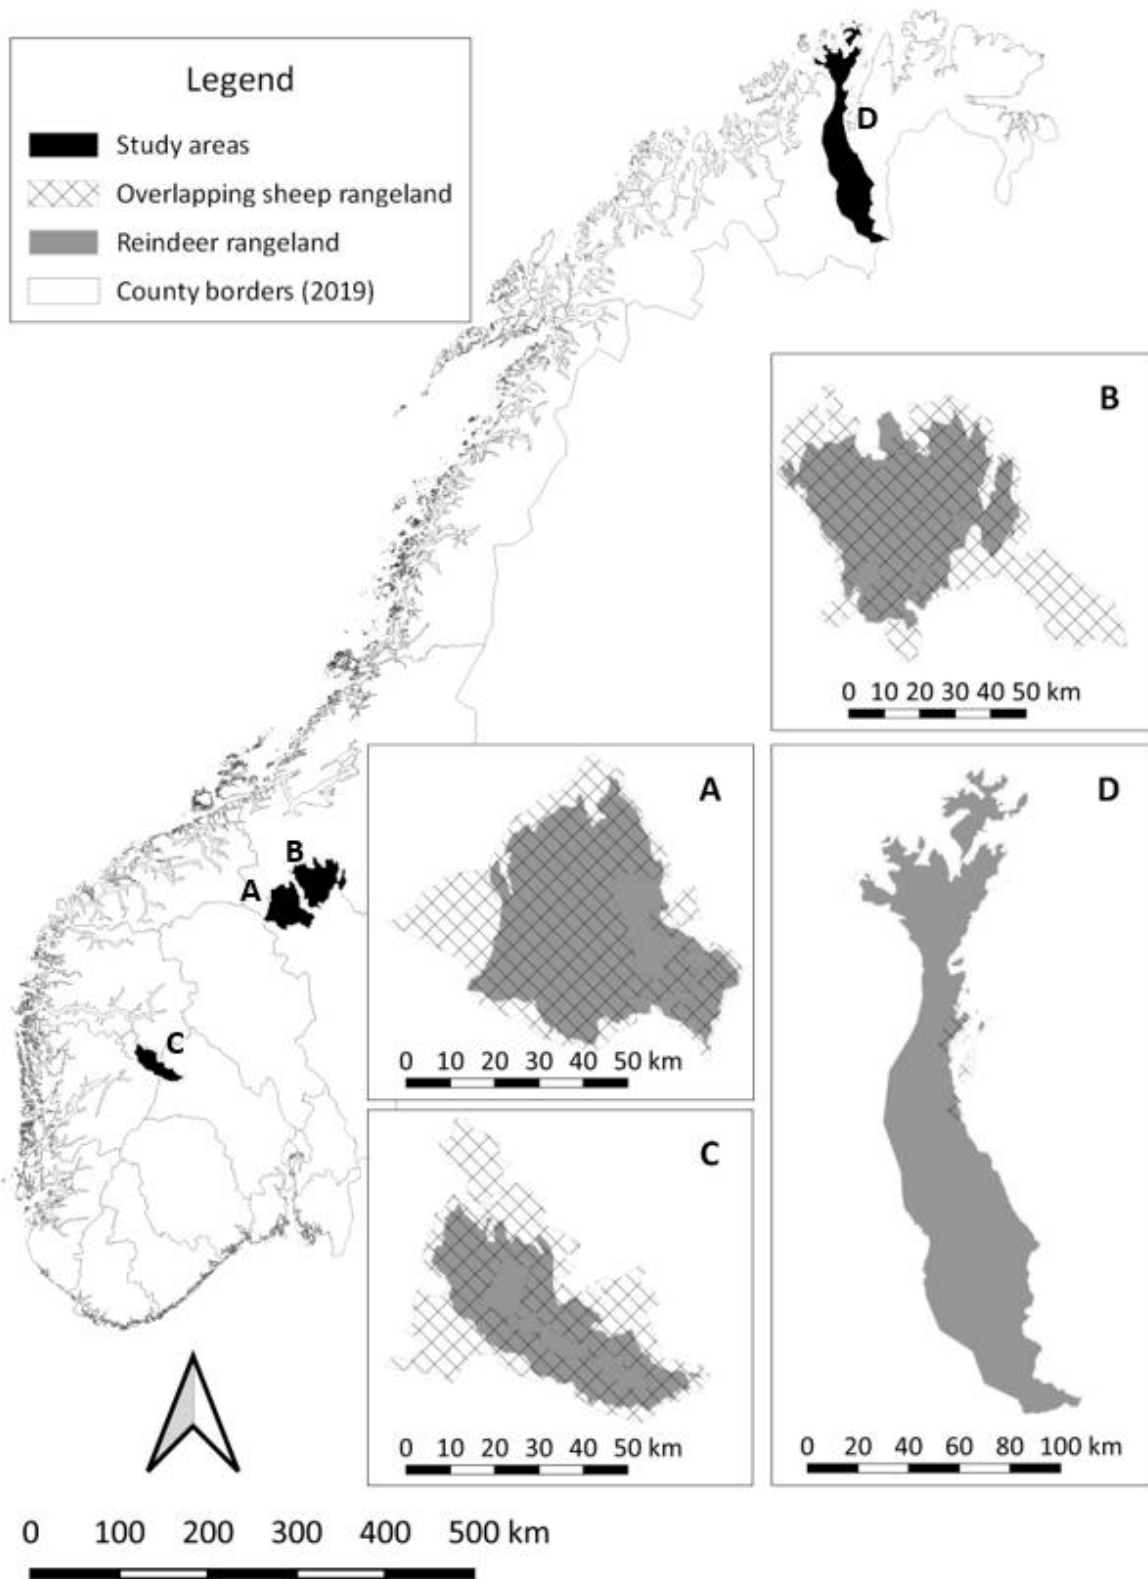 Legend
Study areas
Overlapping sheep rangeland
Reindeer rangeland
County borders (2019)
D
B
0 10 20 30 40 50 km
A
0 10 20 30 40 50 km
B
A
C
C
0 10 20 30 40 50 km
D
0 20 40 60 80 100 km
0 100 200 300 400 500 km